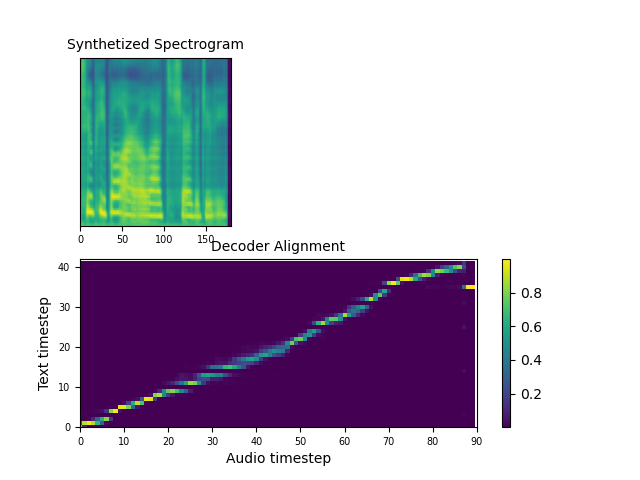 Synthetized Spectrogram
0 50 100 150
Decoder Alignment
40
30
20
10
0
Text timestep
0 10 20 30 40 50 60 70 80 90
Audio timestep
0.8
0.6
0.4
0.2